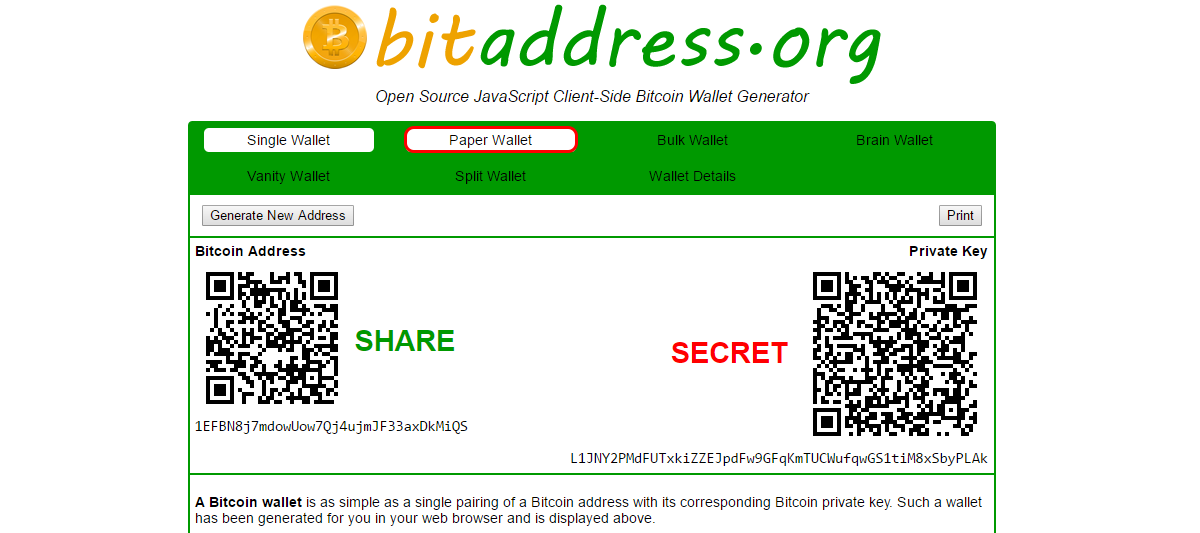 bitaddress.org
Open Source JavaScript Client-Side Bitcoin Wallet Generator
Single Wallet Paper Wallet Bulk Wallet Brain Wallet
Vanity Wallet Split Wallet Wallet Details
Generate New Address Print
Bitcoin Address Private Key
SHARE
SECRET
1EFBN8j7mdowUow7Qj4ujmJF33axDkMiQS
L1JNY2PMdFUTxkiZZEJpdFw9GFqKmTUCWufqwGS1tiM8xSbyPLAk
A Bitcoin wallet is as simple as a single pairing of a Bitcoin address with its corresponding Bitcoin private key. Such a wallet
has been generated for you in your web browser and is displayed above.